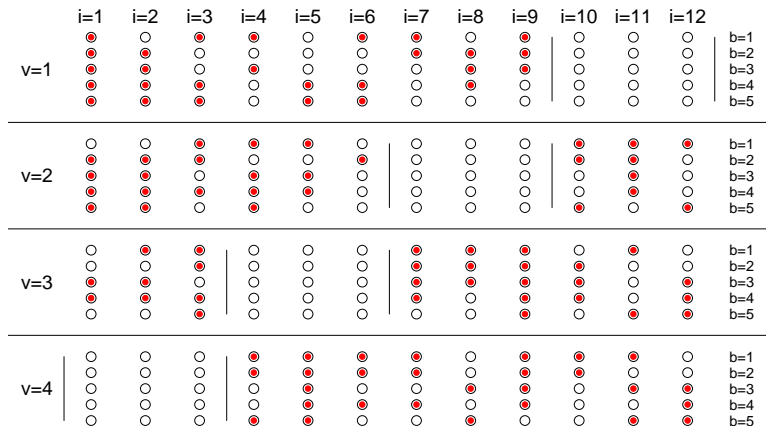 i=1 i=2 i=3 i=4 i=5 i=6 i=7 i=8 i=9 i=10 i=11 i=12
b=1
b=2
v=1 b=3
b=4
b=5
b=1
b=2
v=2 b=3
b=4
b=5
b=1
b=2
v=3 b=3
b=4
b=5
b=1
b=2
v=4 b=3
b=4
b=5